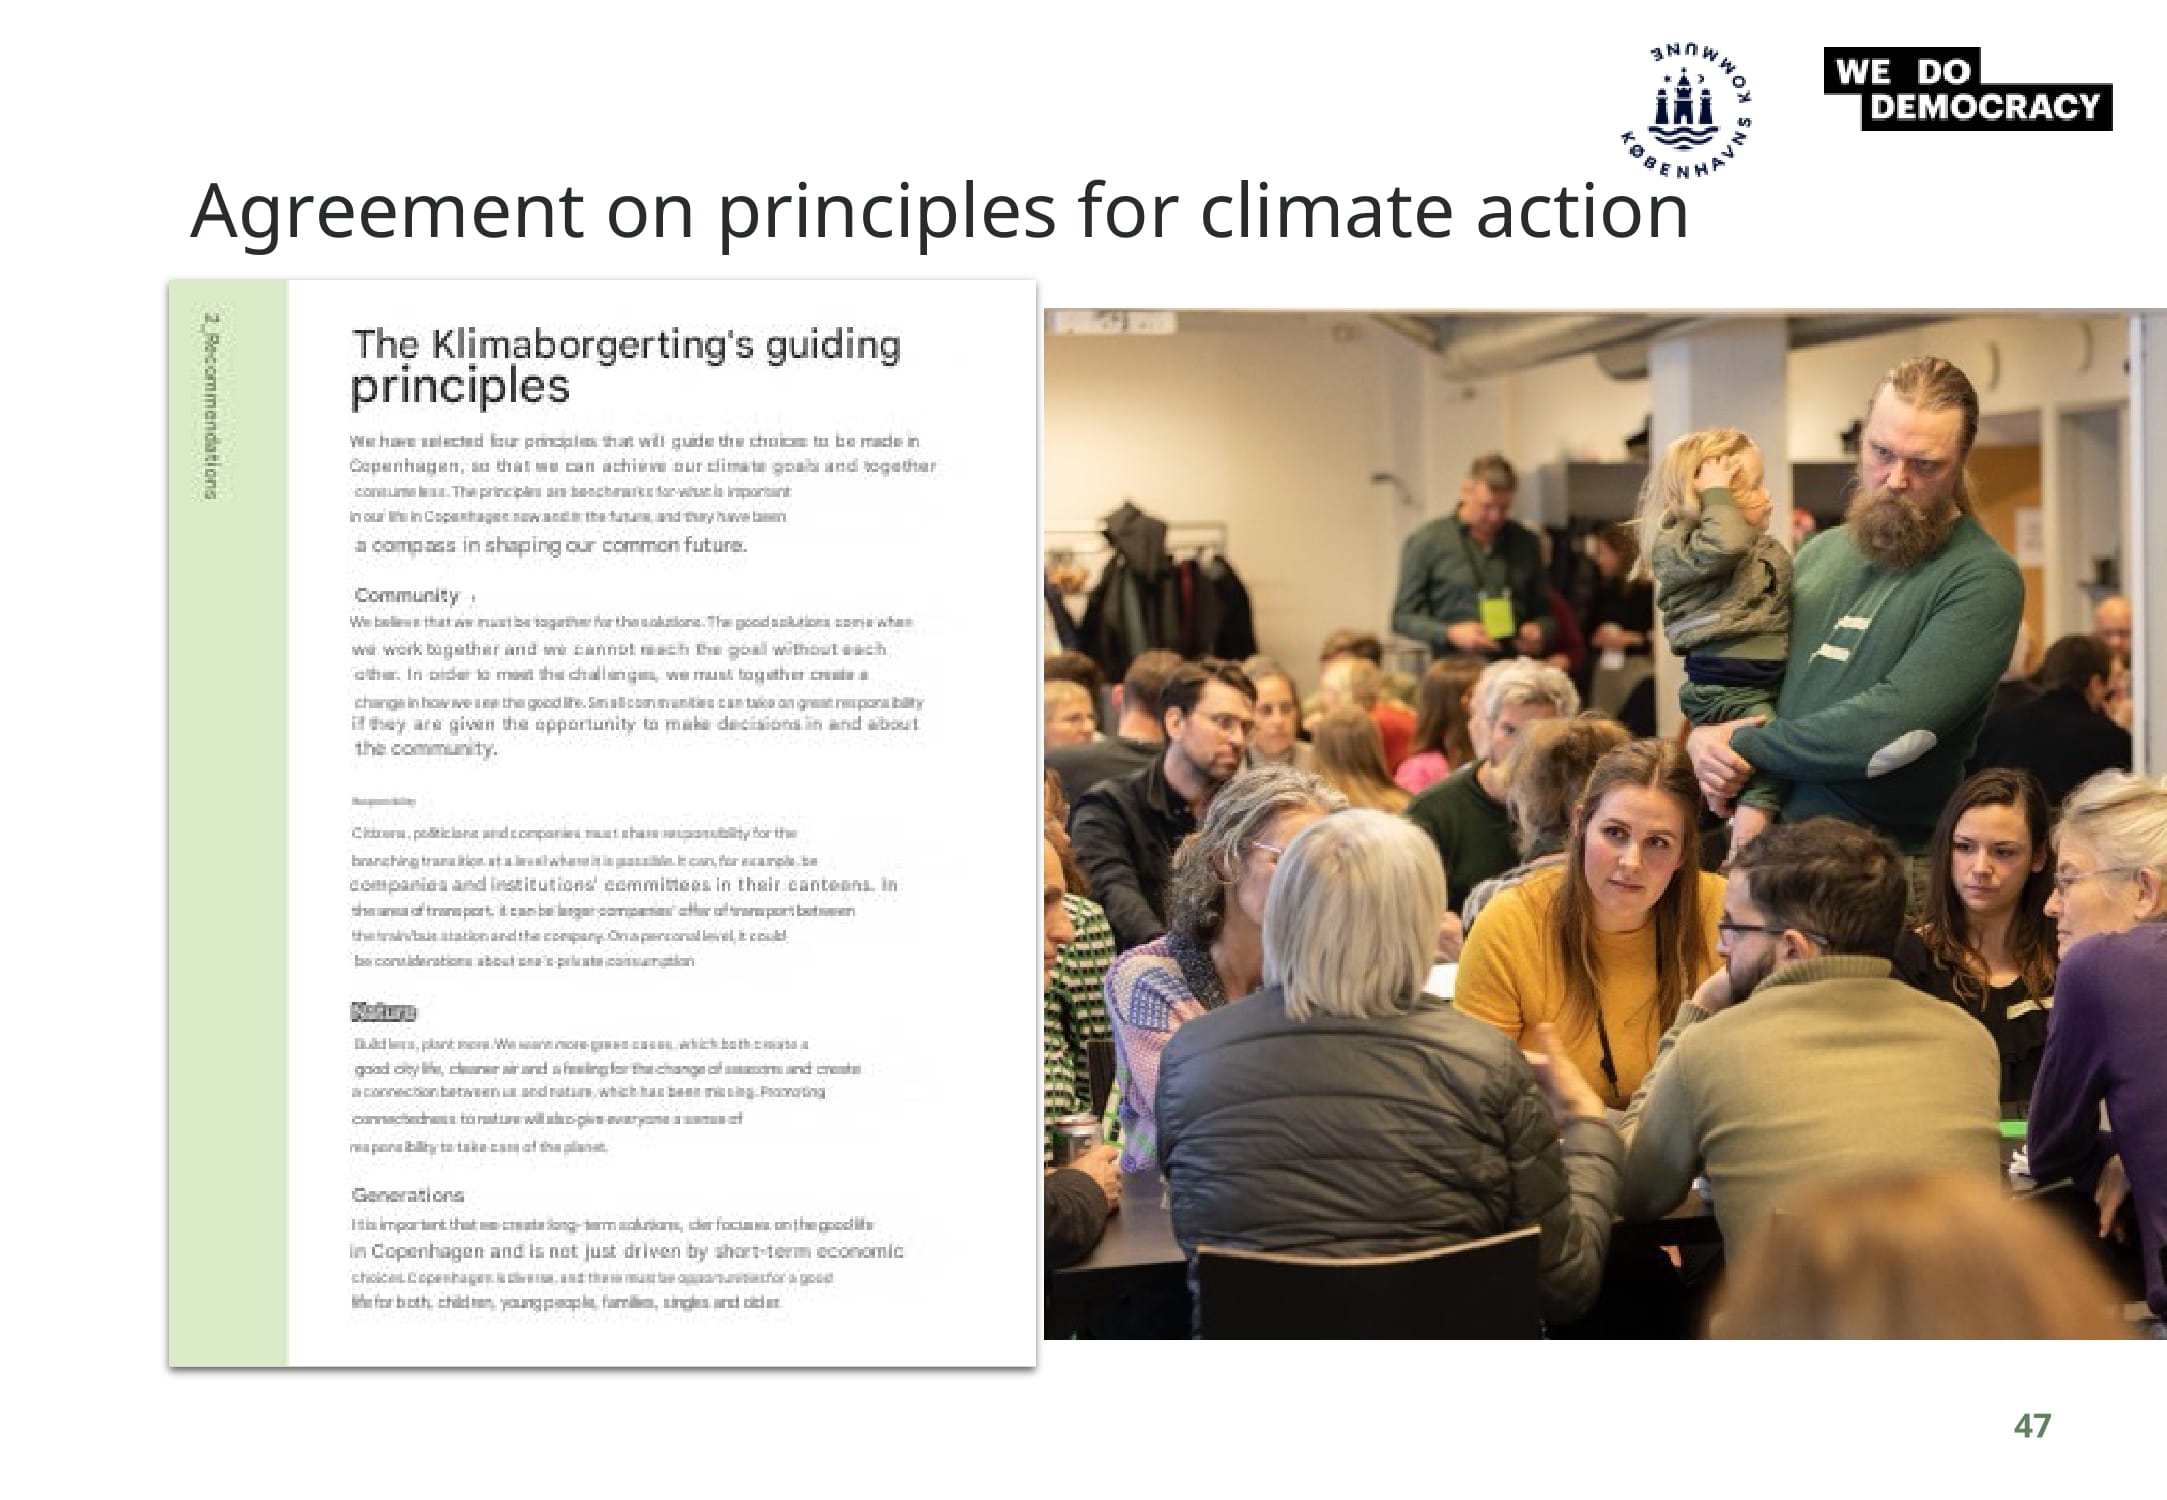 KØBENHAVNS KOMMUNE
WE DO
DEMOCRACY
Agreement on principles for climate action
2_Recommendations
The Klimaborgerting's guiding
principles
We have selected four principles that will guide the choices to be made in
Copenhagen, so that we can achieve our climate goals and together
consume less. The principles are benchmarks for what is important
in our life in Copenhagen now and in the future, and they have been
a compass in shaping our common future.
Community
We believe that we must be together for the solutions. The good solutions come when
we work together and we cannot reach the goal without each
other. In order to meet the challenges, we must together create a
change in how we see the good life. Small communities can take on great responsibility
if they are given the opportunity to make decisions in and about
the community.
Responsibility
Citizens, politicians and companies must share responsibility for the
branching transition at a level where it is possible. It can, for example, be
companies and institutions' committees in their canteens. In
the area of transport, it can be larger companies' offer of transport between
the train/bus station and the company. On a personal level, it could
be considerations about one's private consumption
Nature
Build less, plant more. We want more green oases, which both create a
good city life, cleaner air and a feeling for the change of seasons and create
a connection between us and nature, which has been missing. Promoting
connectedness to nature will also give everyone a sense of
responsibility to take care of the planet.
Generations
It is important that we create long-term solutions, der focuses on the good life
in Copenhagen and is not just driven by short-term economic
choices. Copenhagen is diverse, and there must be opportunities for a good
life for both, children, young people, families, singles and older.
47